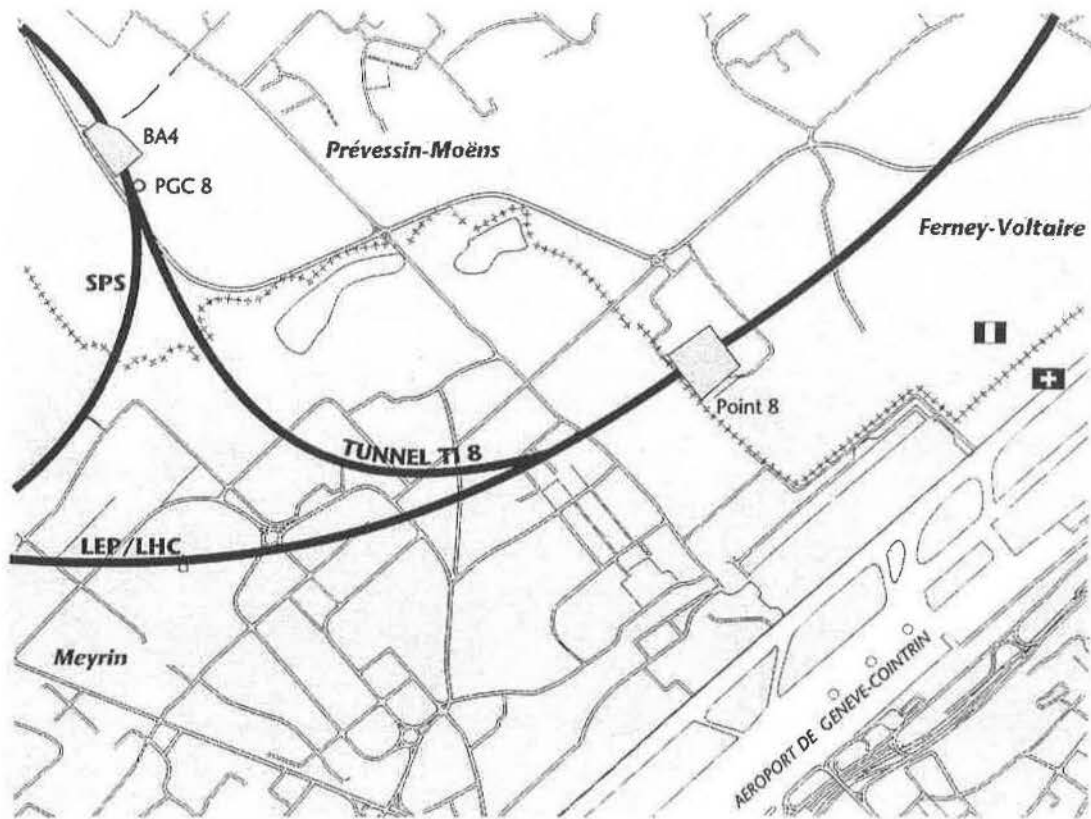 BA4
Prévessin-Moëns
PGC 8
Ferney-Voltaire
SPS
Point 8
TUNNEL TI 8
LEP/LHC
Meyrin
AEROPORT DE GENEVE-COINTRIN